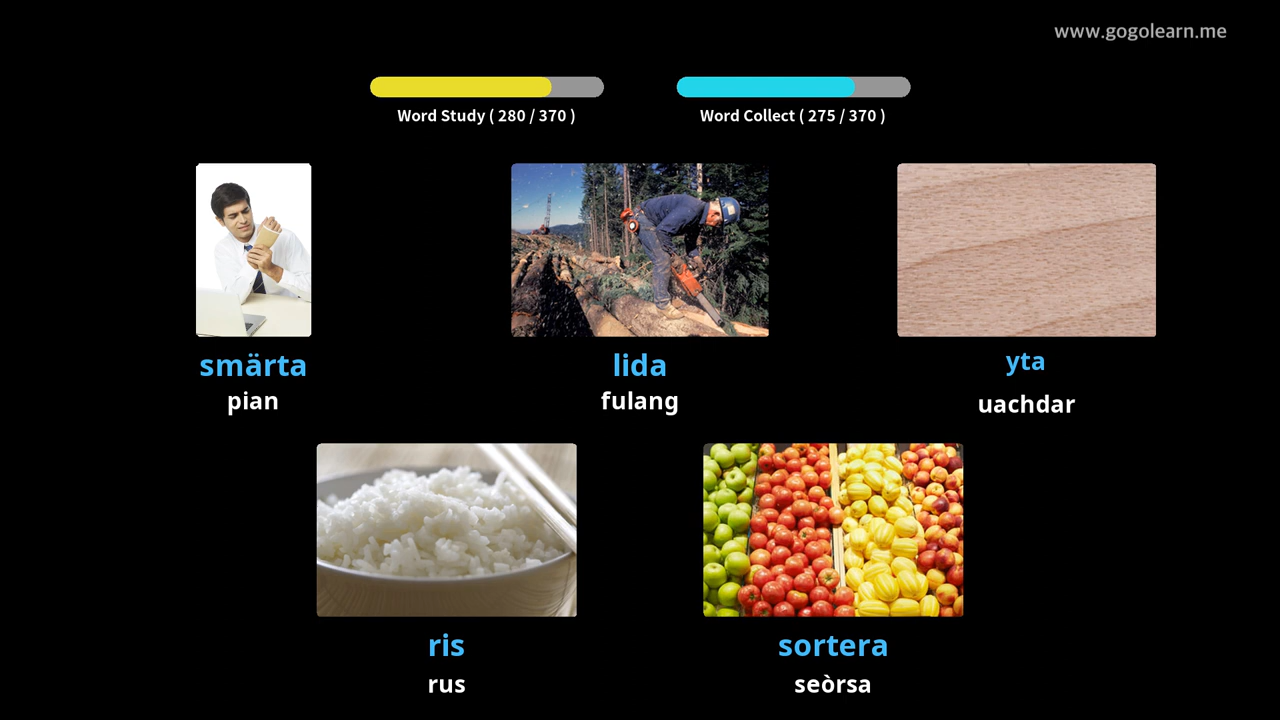 www.gogolearn.me
Word Study ( 280 / 370 )
Word Collect ( 275 / 370 )
smärta
pian
lida
fulang
yta
uachdar
ris
rus
sortera
seòrsa